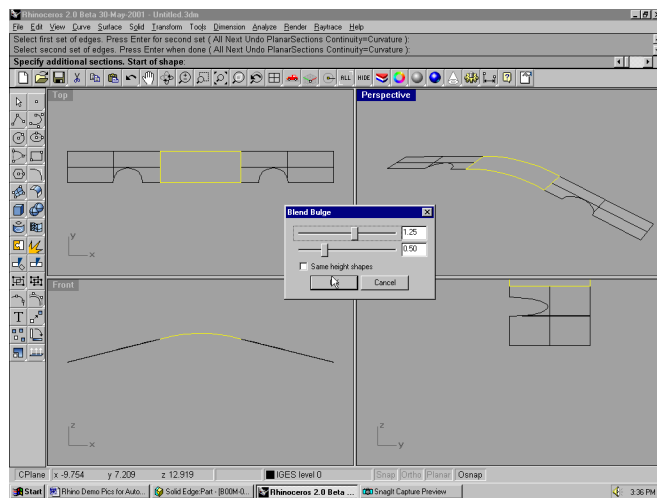 Rhinoceros 2.0 Beta 30-May-2001 - Untitled.3dm
File Edit View Curve Surface Solid Transform Tools Dimension Analyze Render Raytrace Help
Select first set of edges. Press Enter for second set ( All Next Undo PlanarSections Continuity=Curvature ):
Select second set of edges. Press Enter when done ( All Next Undo PlanarSections Continuity=Curvature ):
Specify additional sections. Start of shape:
ALL HIDE
Top
Perspective
Blend Bulge
1.25
0.50
Same height shapes
Cancel
y
x
Front
T
z
x
z
y
CPlane x -9.754 y 7.209 z 12.919 IGES level 0 Snap Ortho Planar Osnap
Start Rhino Demo Pics for Auto... Solid Edge:Part - [BOOM-0... Rhinoceros 2.0 Beta ... SnagIt Capture Preview 3:36 PM